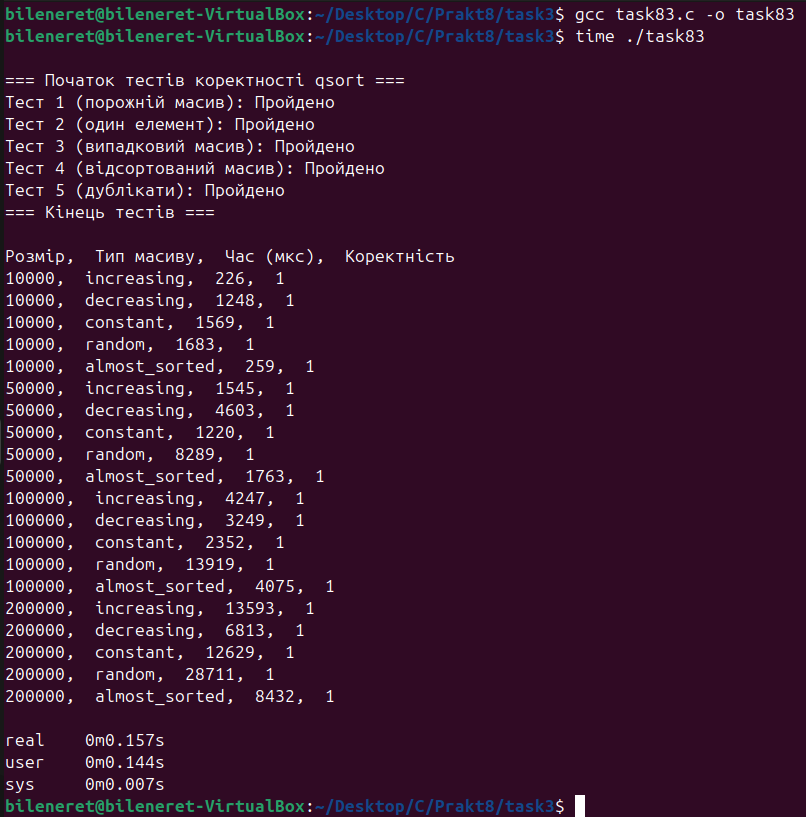 bileneret@bileneret-VirtualBox:~/Desktop/C/Prakt8/task3$ gcc task83.c -o task83
bileneret@bileneret-VirtualBox:~/Desktop/C/Prakt8/task3$ time ./task83
=== Початок тестів коректності qsort ===
Тест 1 (порожній масив): Пройдено
Тест 2 (один елемент): Пройдено
Тест 3 (випадковий масив): Пройдено
Тест 4 (відсортований масив): Пройдено
Тест 5 (дублікати): Пройдено
=== Кінець тестів ===
Розмір,  Тип масиву,  Час (мкс),  Коректність
10000,  increasing,  226,  1
10000,  decreasing,  1248,  1
10000,  constant,  1569,  1
10000,  random,  1683,  1
10000,  almost_sorted,  259,  1
50000,  increasing,  1545,  1
50000,  decreasing,  4603,  1
50000,  constant,  1220,  1
50000,  random,  8289,  1
50000,  almost_sorted,  1763,  1
100000,  increasing,  4247,  1
100000,  decreasing,  3249,  1
100000,  constant,  2352,  1
100000,  random,  13919,  1
100000,  almost_sorted,  4075,  1
200000,  increasing,  13593,  1
200000,  decreasing,  6813,  1
200000,  constant,  12629,  1
200000,  random,  28711,  1
200000,  almost_sorted,  8432,  1
real    0m0.157s
user    0m0.144s
sys     0m0.007s
bileneret@bileneret-VirtualBox:~/Desktop/C/Prakt8/task3$